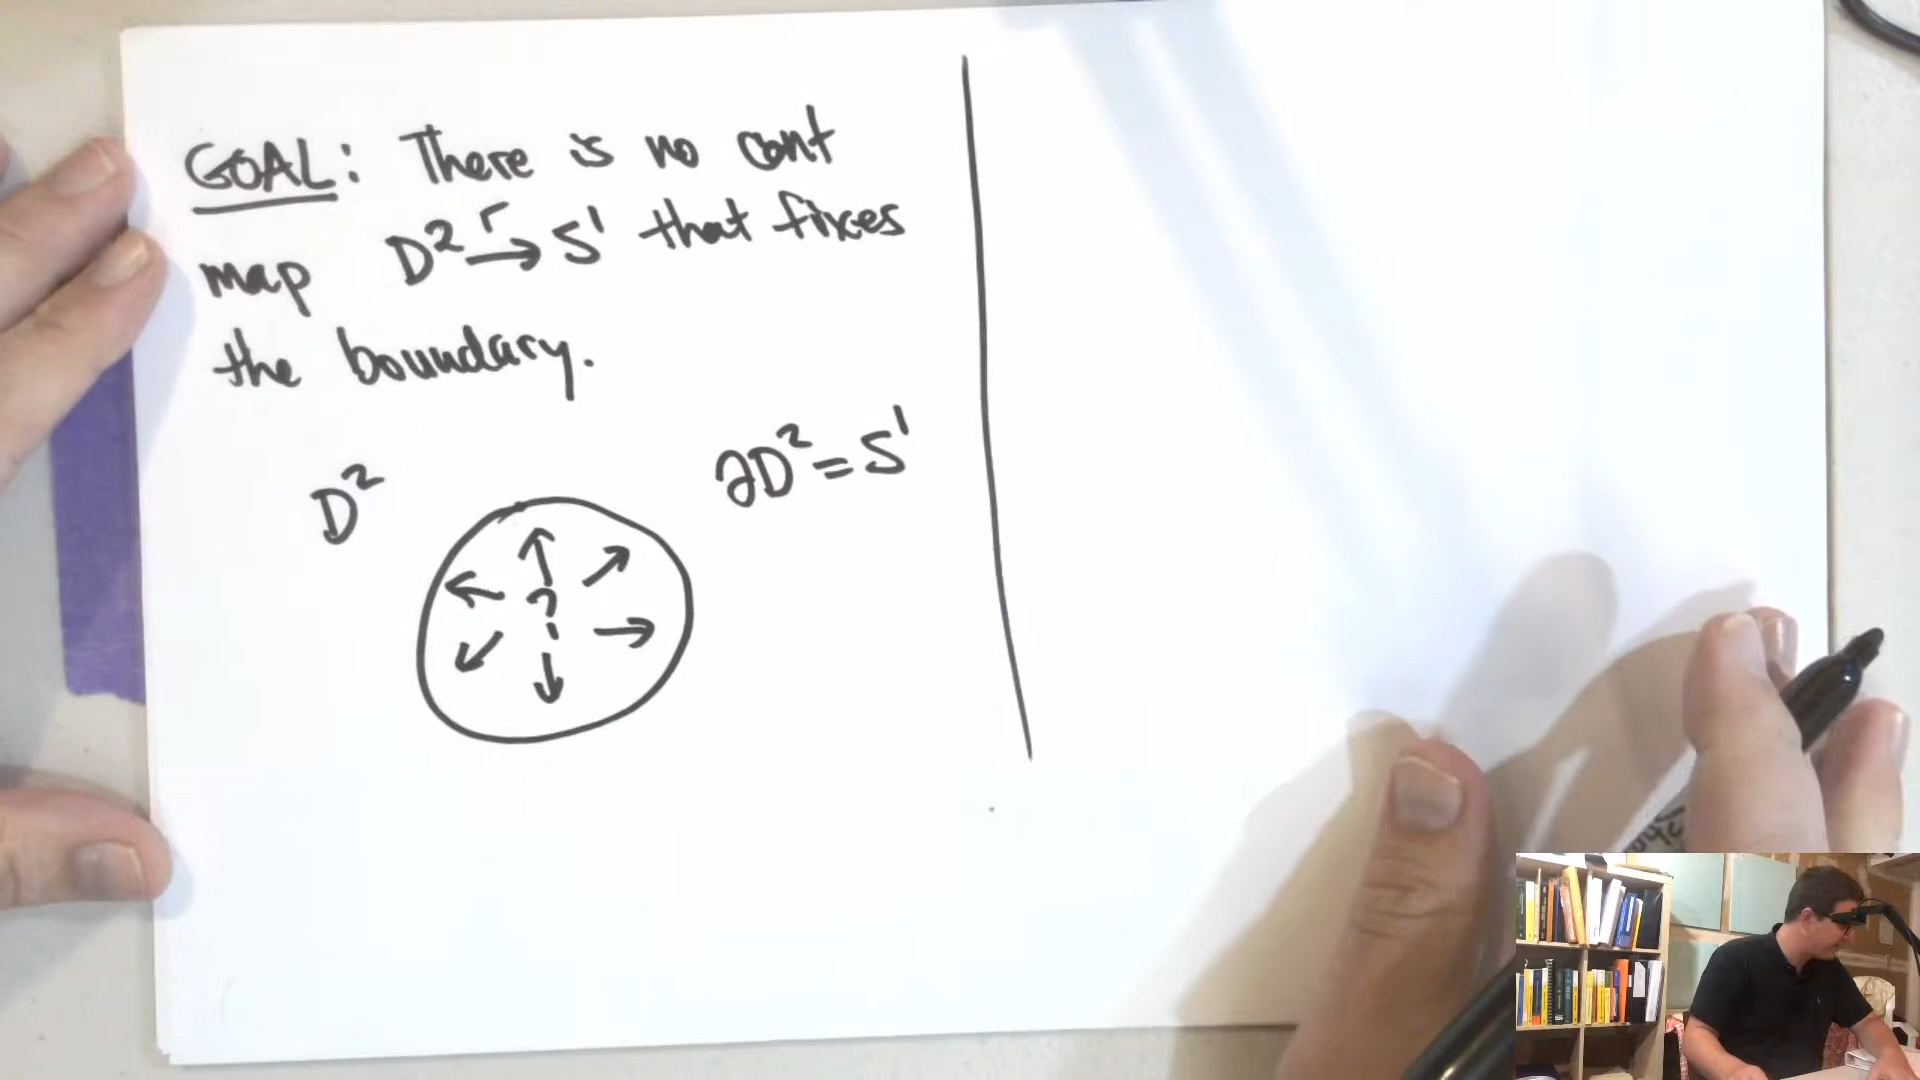 GOAL: There is no cont
map D² r→ S¹ that fixes
the boundary.
D²
∂D² = S¹
?